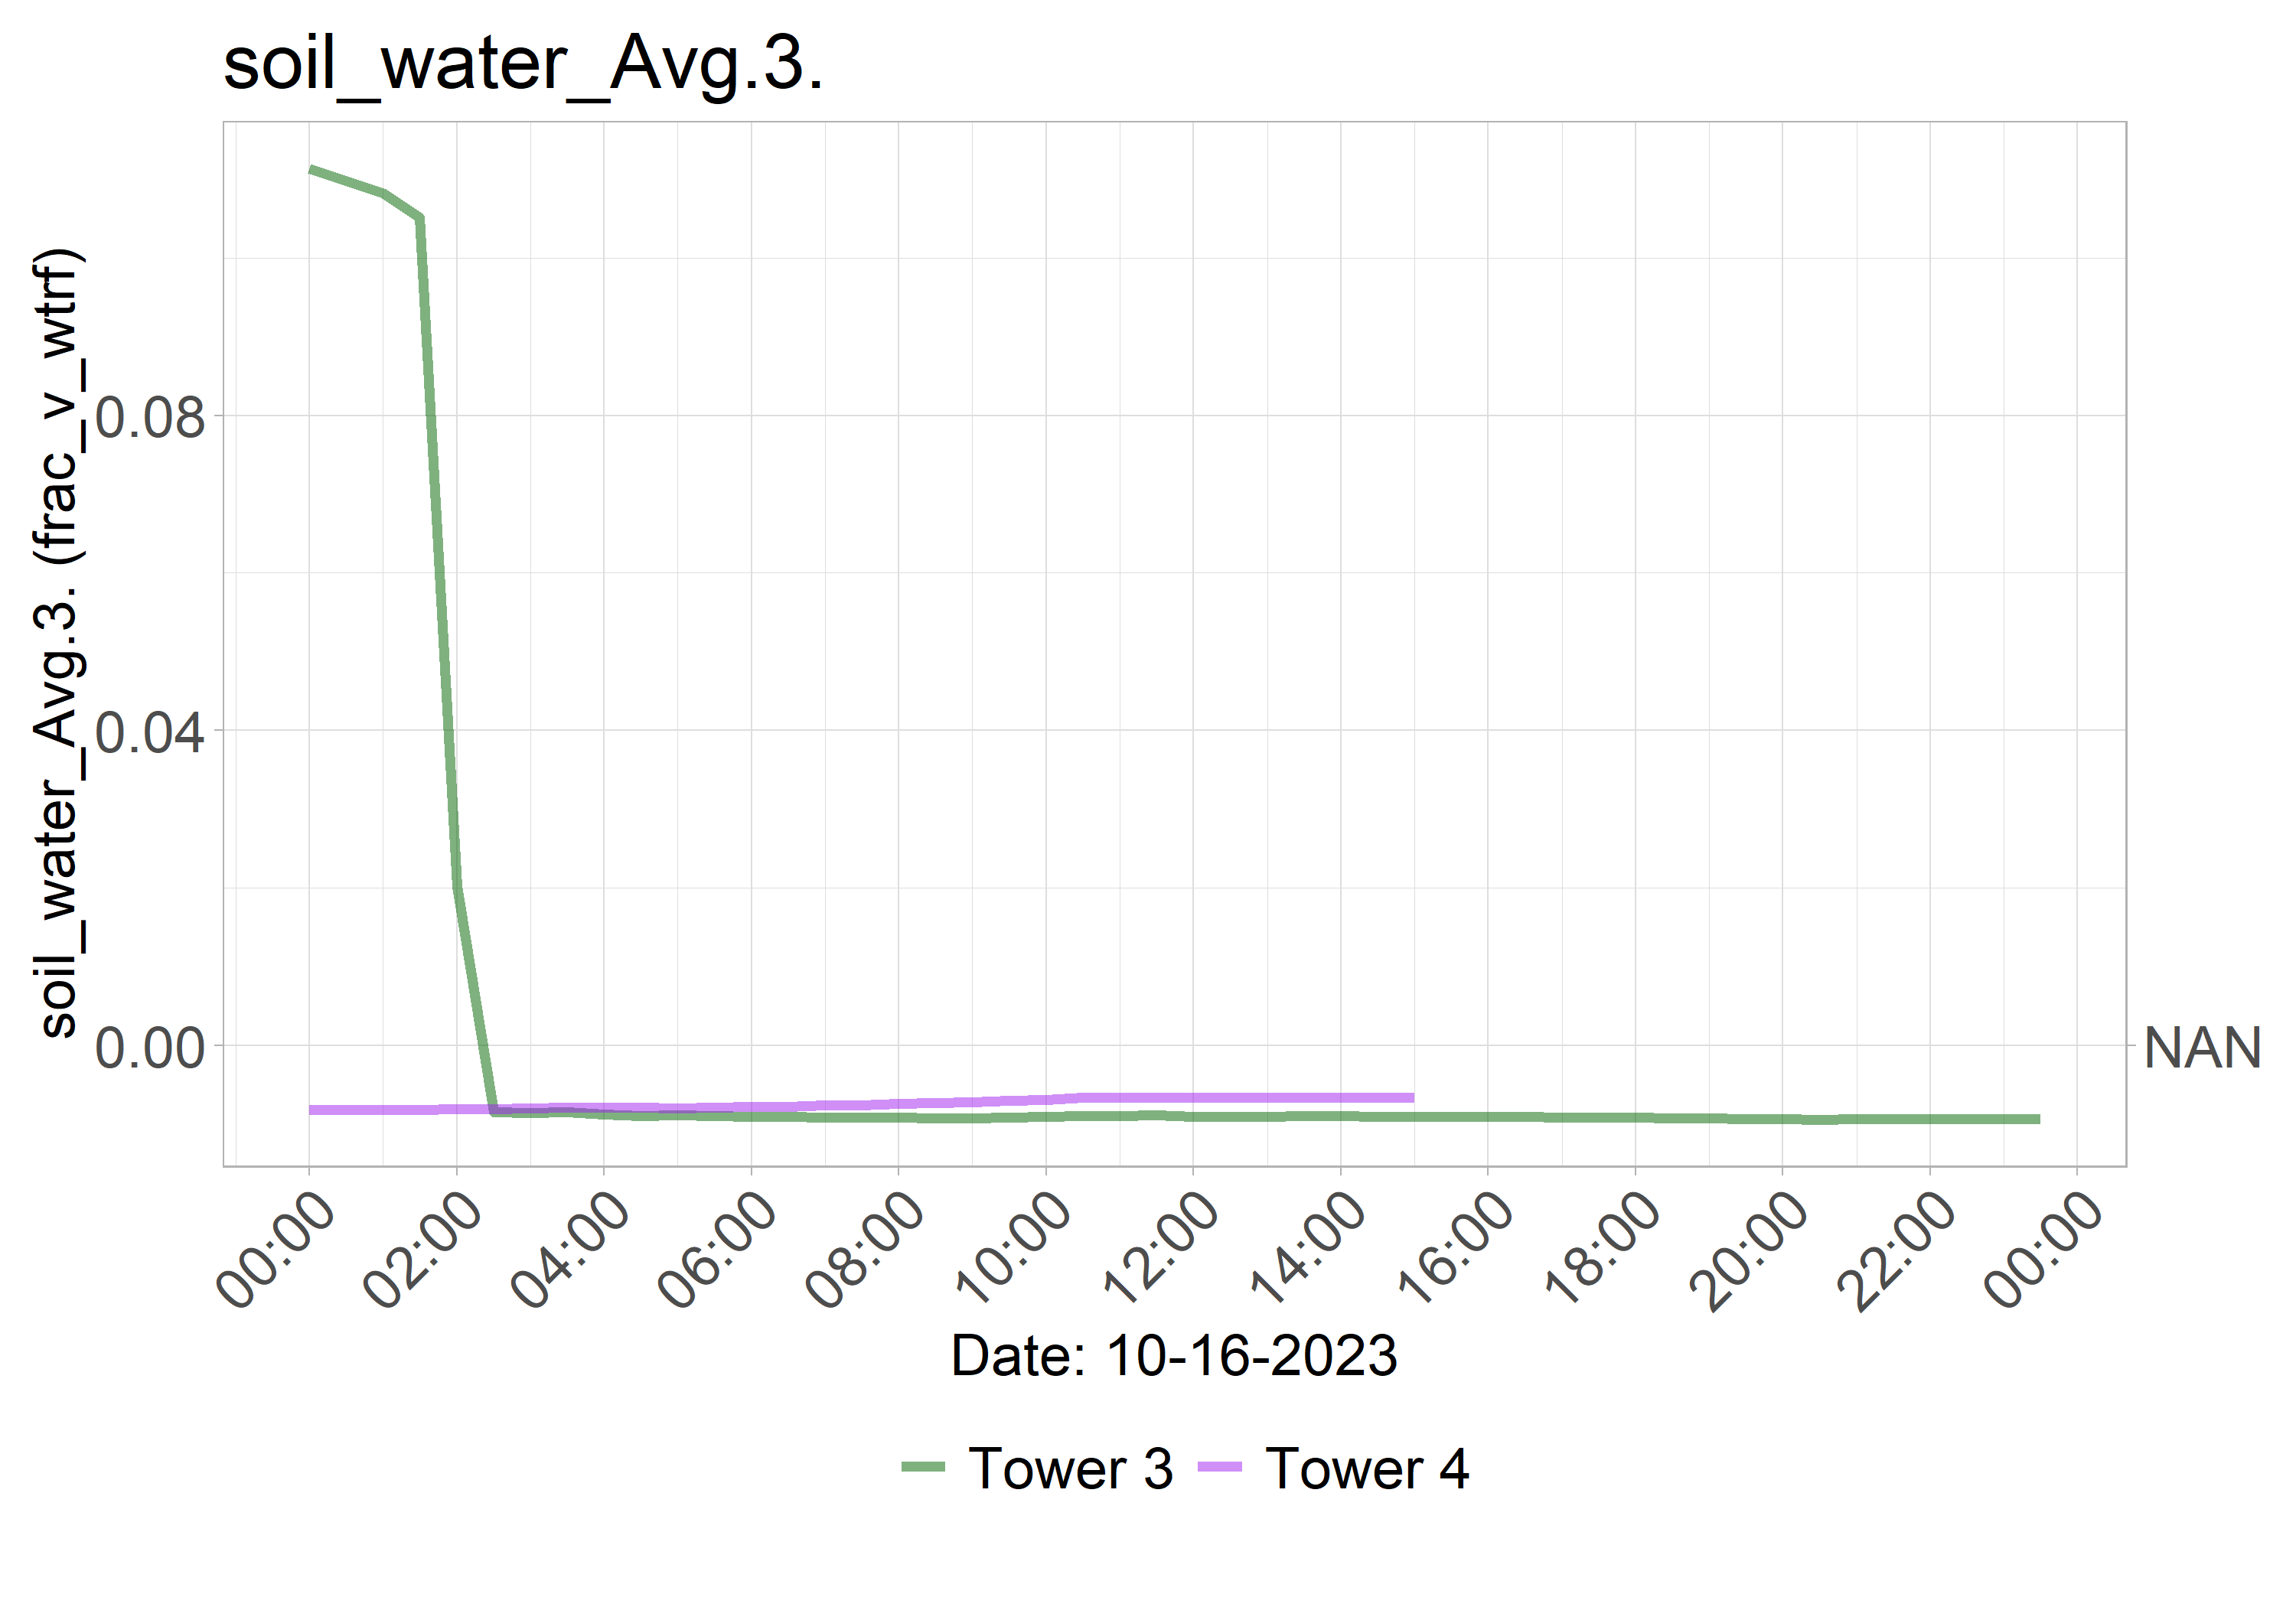 soil_water_Avg.3.
soil_water_Avg.3. (frac_v_wtrf)
0.08
0.04
0.00
NAN
00:00
02:00
04:00
06:00
08:00
10:00
12:00
14:00
16:00
18:00
20:00
22:00
00:00
Date: 10-16-2023
Tower 3
Tower 4